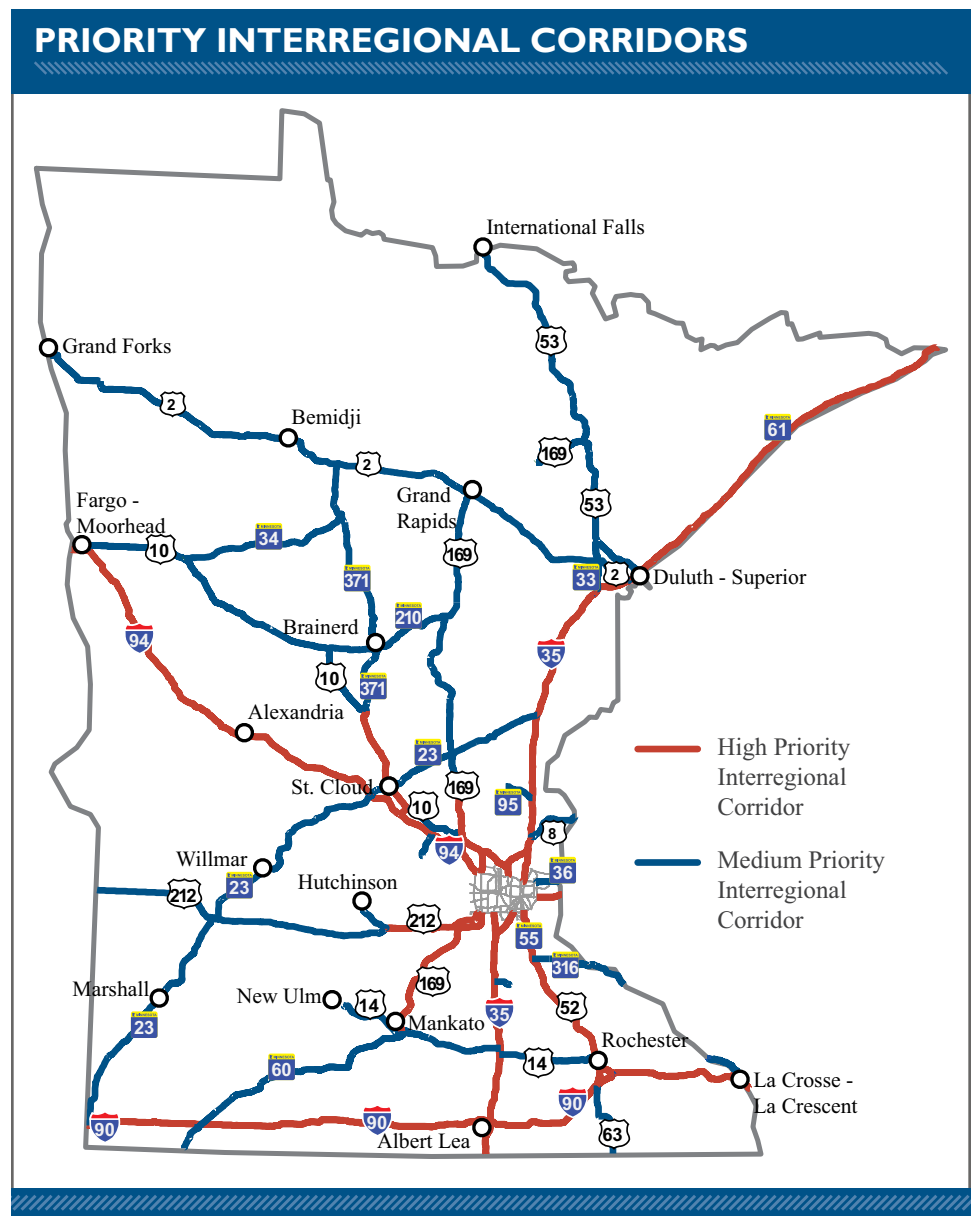 PRIORITY INTERREGIONAL CORRIDORS
International Falls
53
Grand Forks
2
Bemidji
61
169
2
Grand
Rapids
53
Fargo -
Moorhead
10
34
169
371
33
2
Duluth - Superior
210
Brainerd
94
35
10
371
Alexandria
23
High Priority
Interregional
Corridor
St. Cloud
169
10
95
8
94
Willmar
23
36
Medium Priority
Interregional
Corridor
Hutchinson
212
212
55
316
Marshall
169
New Ulm
14
52
35
23
Mankato
Rochester
14
60
La Crosse -
La Crescent
90
90
90
Albert Lea
63